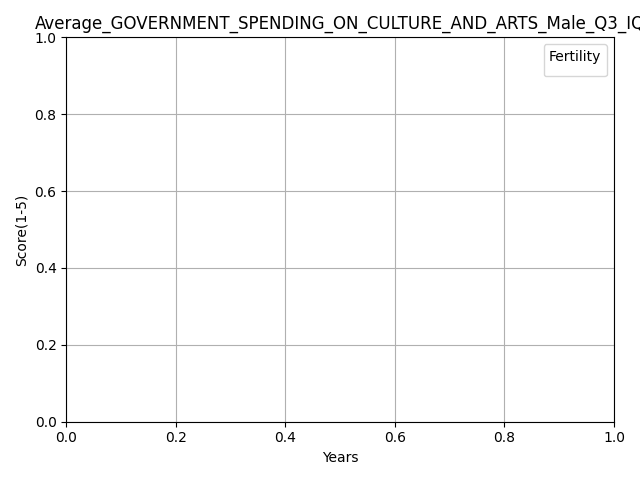 Average_GOVERNMENT_SPENDING_ON_CULTURE_AND_ARTS_Male_Q3_IQ
Fertility
1.0
0.8
0.6
0.4
0.2
0.0
Score(1-5)
0.0 0.2 0.4 0.6 0.8 1.0
Years